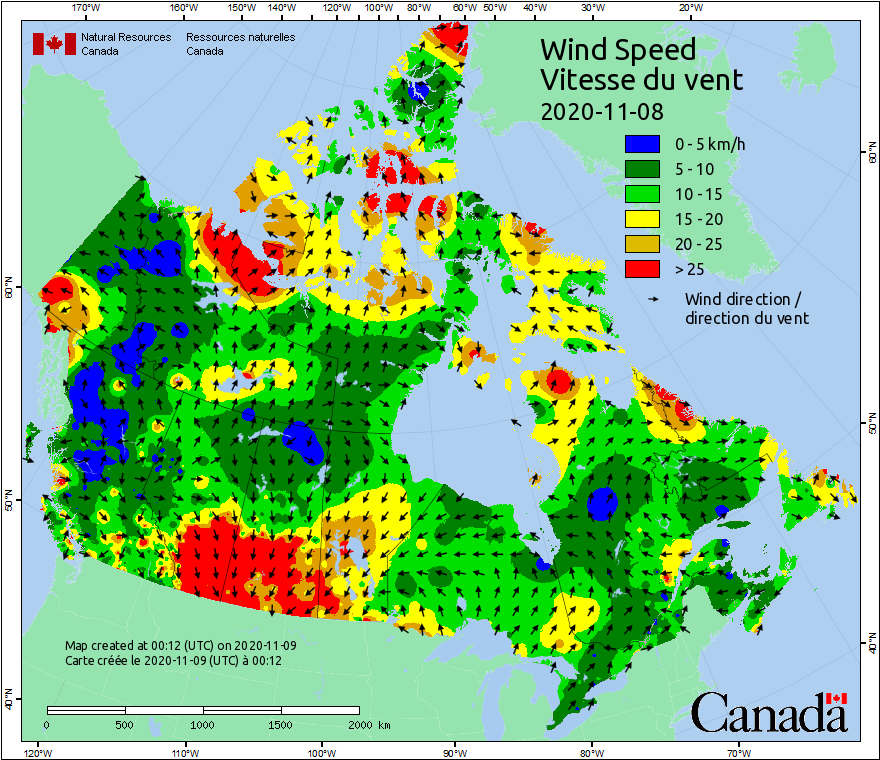 170°W 160°W 150°W 140°W 130°W 120°W 110°W 100°W 90°W 80°W 70°W 60°W 50°W 40°W 30°W 20°W
Natural Resources Ressources naturelles
Canada Canada
Wind Speed
Vitesse du vent
2020-11-08
0 - 5 km/h
5 - 10
10 - 15
15 - 20
20 - 25
> 25
Wind direction /
direction du vent
60°N
60°N
50°N
50°N
40°N
40°N
Map created at 00:12 (UTC) on 2020-11-09
Carte créée le 2020-11-09 (UTC) à 00:12
0 500 1000 1500 2000 km
Canada
120°W 110°W 100°W 90°W 80°W 70°W